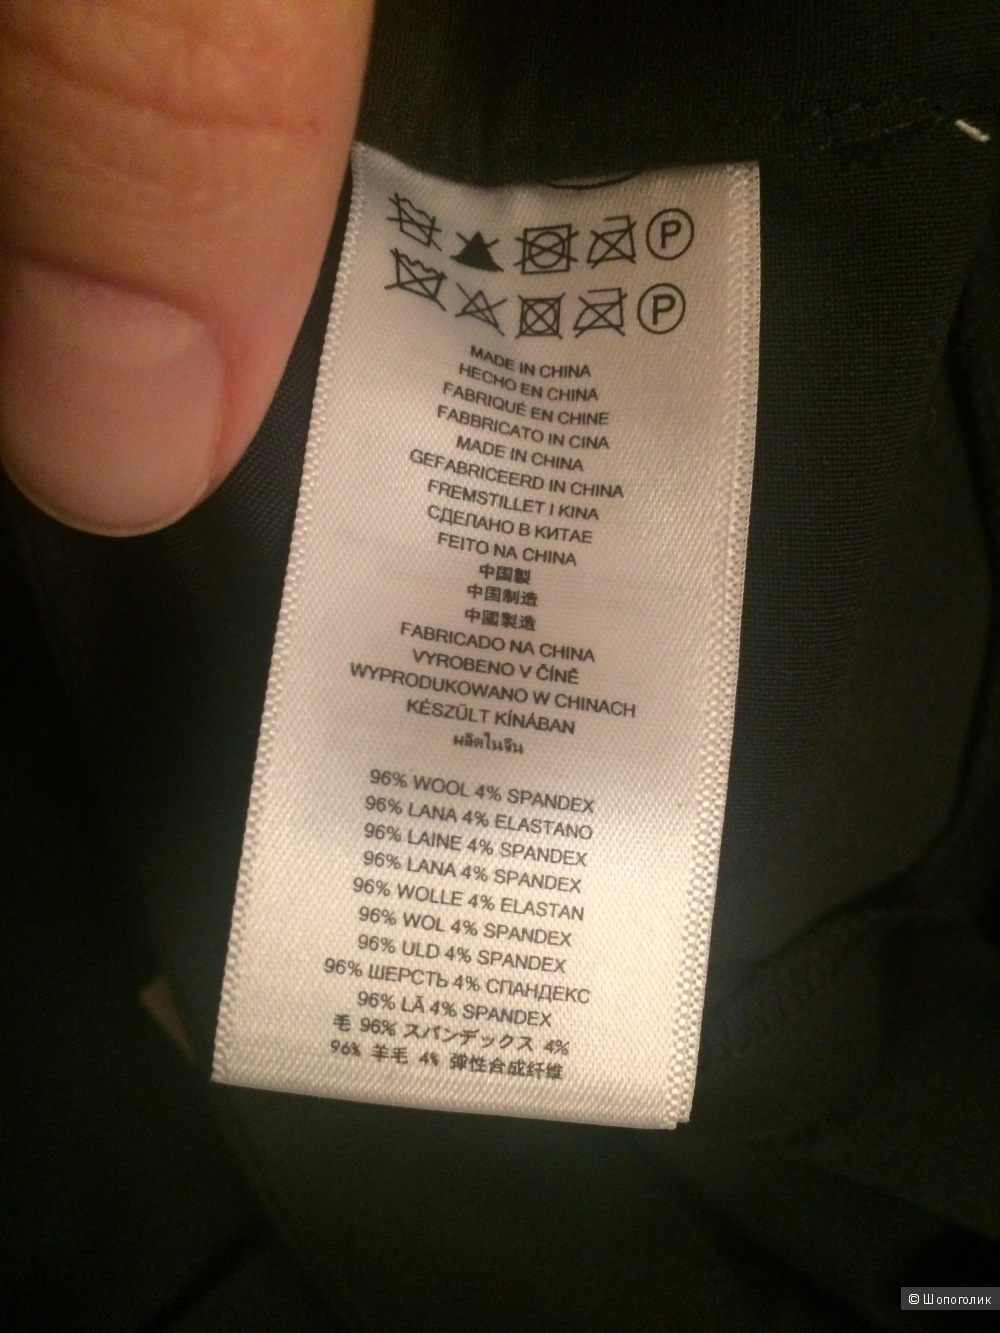 P
P
MADE IN CHINA
HECHO EN CHINA
FABRIQUÉ EN CHINE
FABBRICATO IN CINA
MADE IN CHINA
GEFABRICEERD IN CHINA
FREMSTILLET I KINA
СДЕЛАНО В КИТАЕ
FEITO NA CHINA
中国製
中国制造
中國製造
FABRICADO NA CHINA
VYROBENO V ČÍNĚ
WYPRODUKOWANO W CHINACH
KÉSZÜLT KÍNÁBAN
ผลิตในจีน
96% WOOL 4% SPANDEX
96% LANA 4% ELASTANO
96% LAINE 4% SPANDEX
96% LANA 4% SPANDEX
96% WOLLE 4% ELASTAN
96% WOL 4% SPANDEX
96% ULD 4% SPANDEX
96% ШЕРСТЬ 4% СПАНДЕКС
96% LÃ 4% SPANDEX
毛 96% スパンデックス 4%
96% 羊毛 4% 弹性合成纤维
© Шопоголик